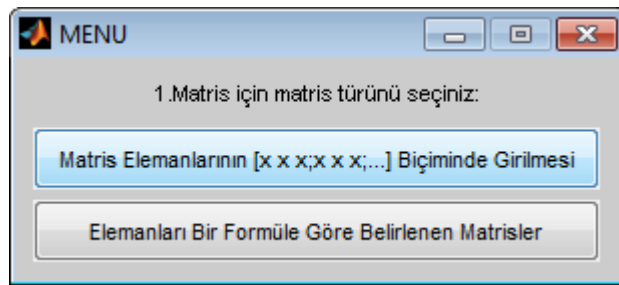 MENU
1.Matris için matris türünü seçiniz:
Matris Elemanlarının [x x x;x x x;...] Biçiminde Girilmesi
Elemanları Bir Formüle Göre Belirlenen Matrisler